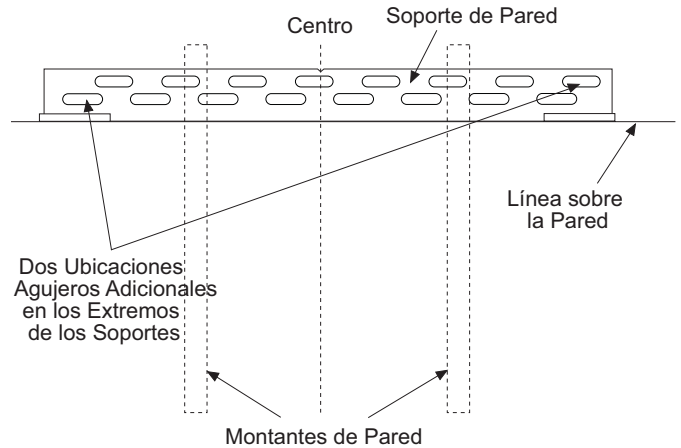 Soporte de Pared
Centro
Línea sobre
la Pared
Dos Ubicaciones
Agujeros Adicionales
en los Extremos
de los Soportes
Montantes de Pared